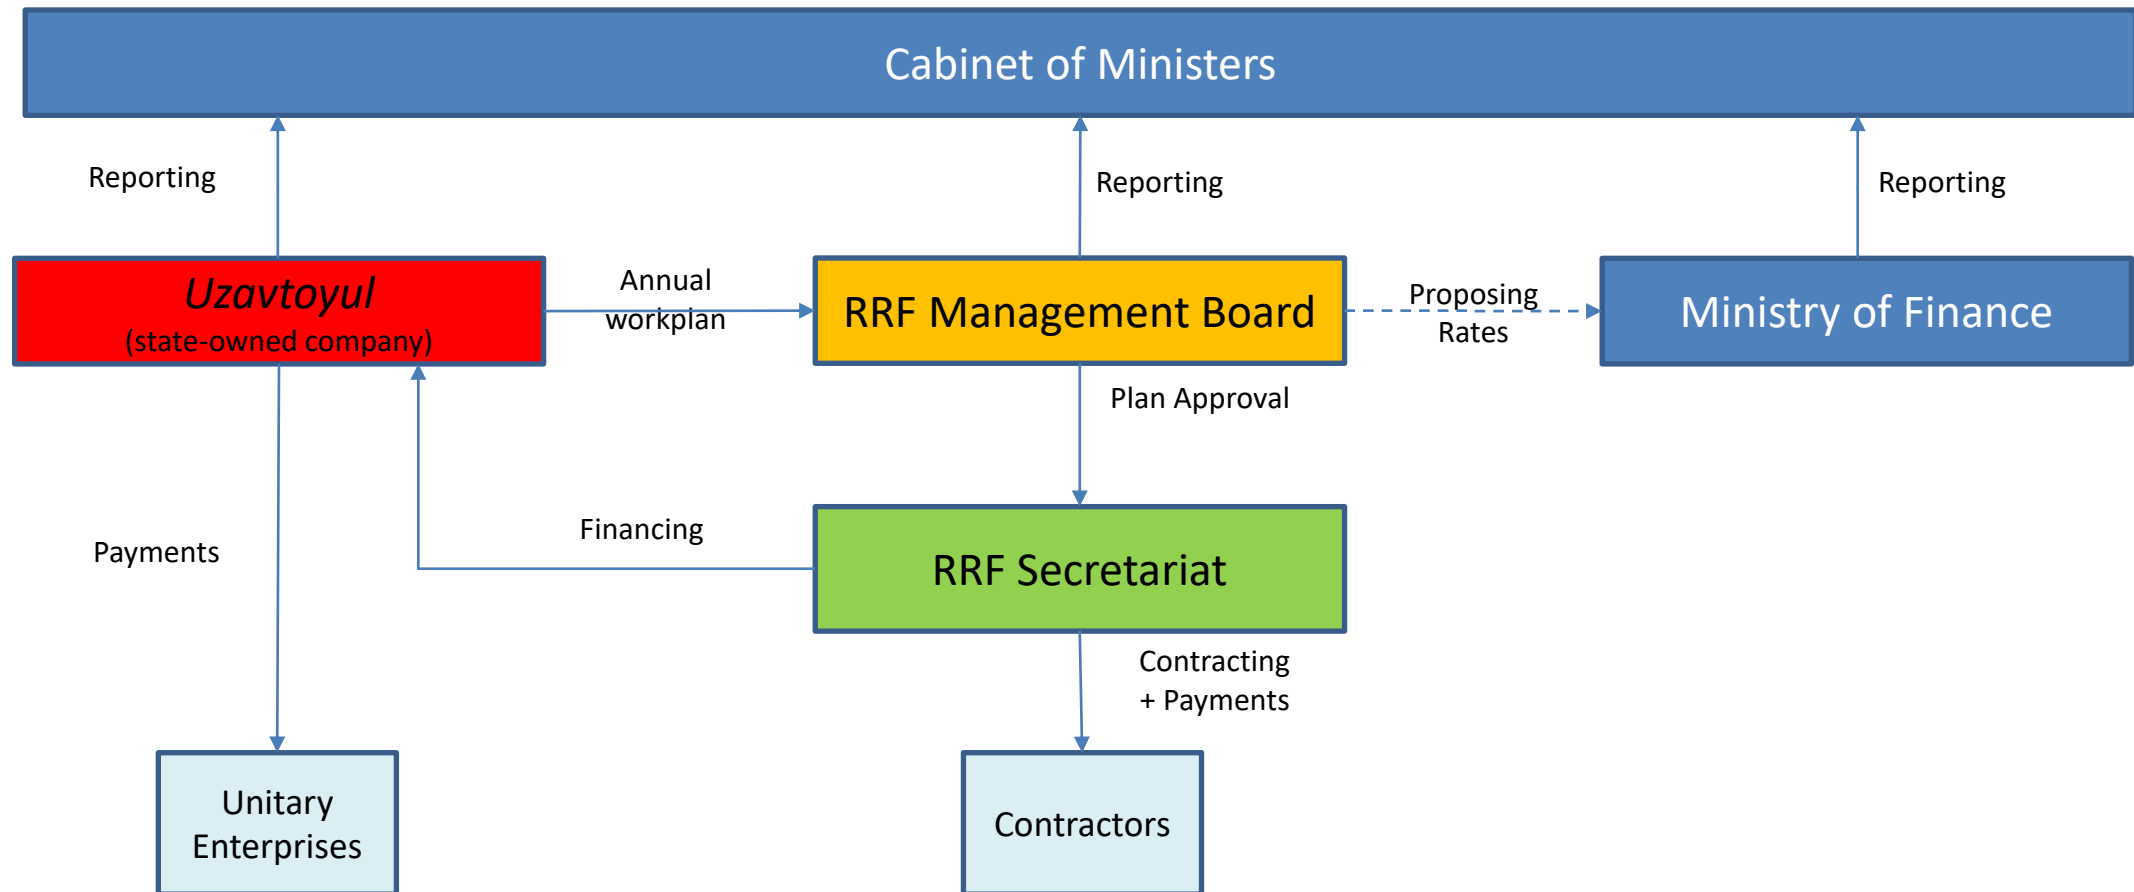 Cabinet of Ministers
Reporting
Reporting
Reporting
Uzavtoyul
(state-owned company)
Annual
workplan
RRF Management Board
Proposing
Rates
Ministry of Finance
Plan Approval
Financing
Payments
RRF Secretariat
Contracting
+ Payments
Unitary
Enterprises
Contractors